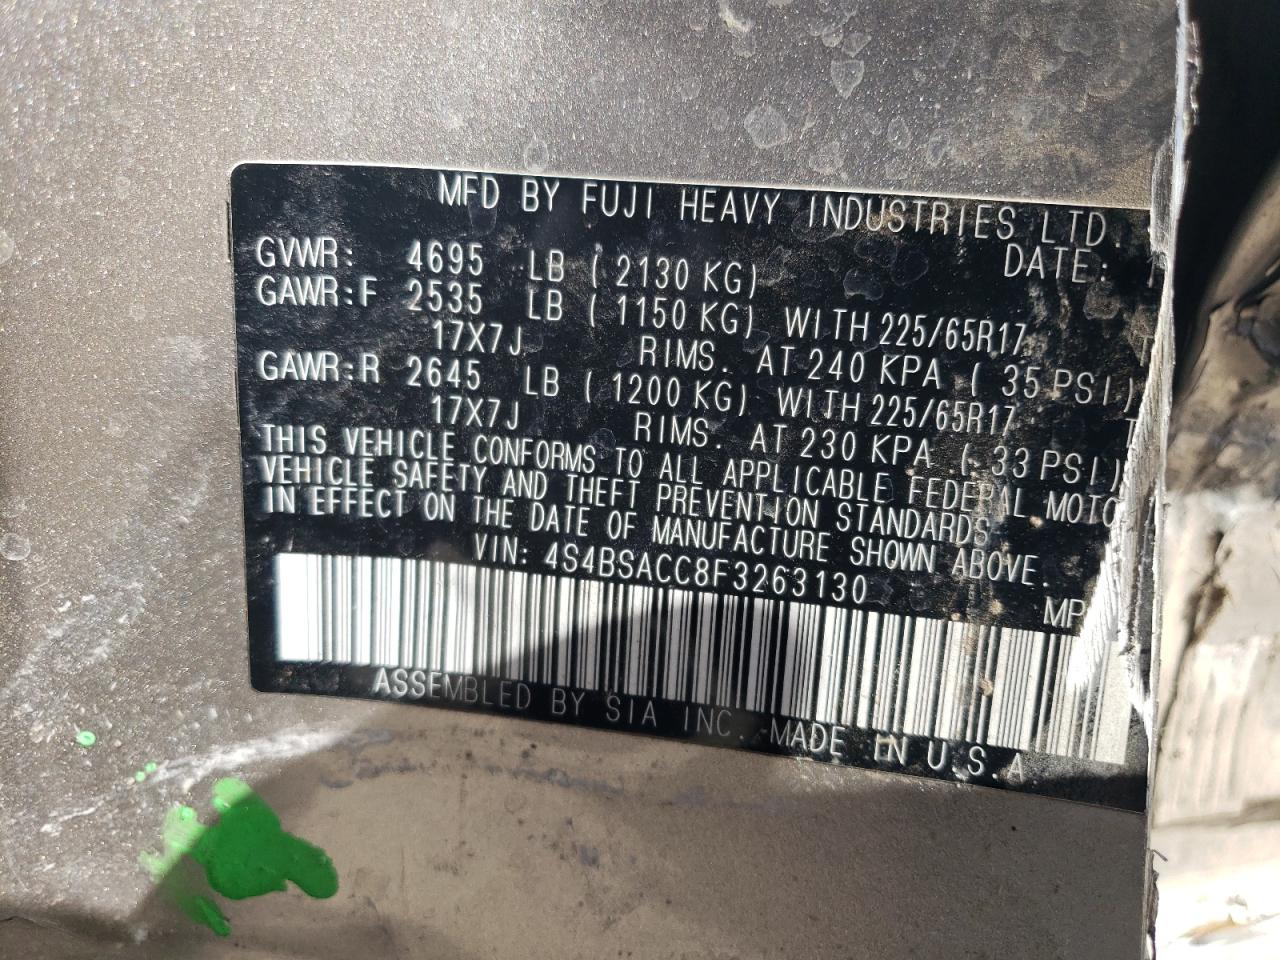 MFD BY FUJI HEAVY INDUSTRIES LTD.
DATE:
GVWR: 4695 LB (2130 KG)
GAWR:F 2535 LB (1150 KG) WITH 225/65R17
17X7J RIMS. AT 240 KPA (35 PSI)
GAWR:R 2645 LB (1200 KG) WITH 225/65R17
17X7J RIMS. AT 230 KPA (33 PSI)
THIS VEHICLE CONFORMS TO ALL APPLICABLE FEDERAL MOTO
VEHICLE SAFETY AND THEFT PREVENTION STANDARDS
IN EFFECT ON THE DATE OF MANUFACTURE SHOWN ABOVE.
VIN: 4S4BSACC8F3263130
MP
ASSEMBLED BY SIA INC. MADE IN U.S.A